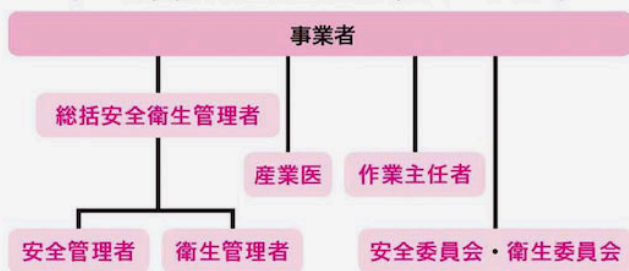 事業者
総括安全衛生管理者
産業医
作業主任者
安全管理者
衛生管理者
安全委員会・衛生委員会